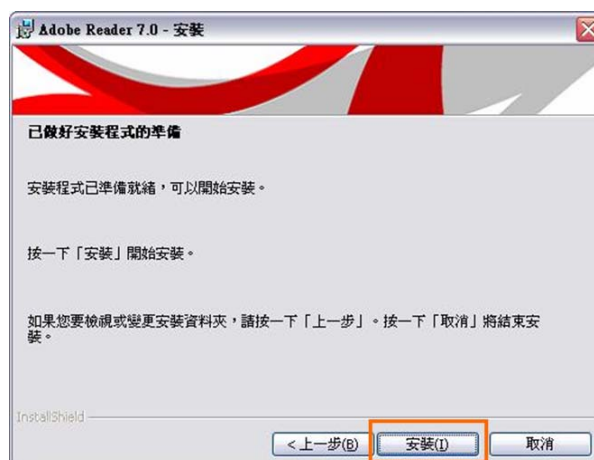 Adobe Reader 7.0 - 安裝
已做好安裝程式的準備
安裝程式已準備就緒，可以開始安裝。
按一下「安裝」開始安裝。
如果您要檢視或變更安裝資料夾，請按一下「上一步」。按一下「取消」將結束安
裝。
InstallShield
<上一步(B)
安裝(I)
取消